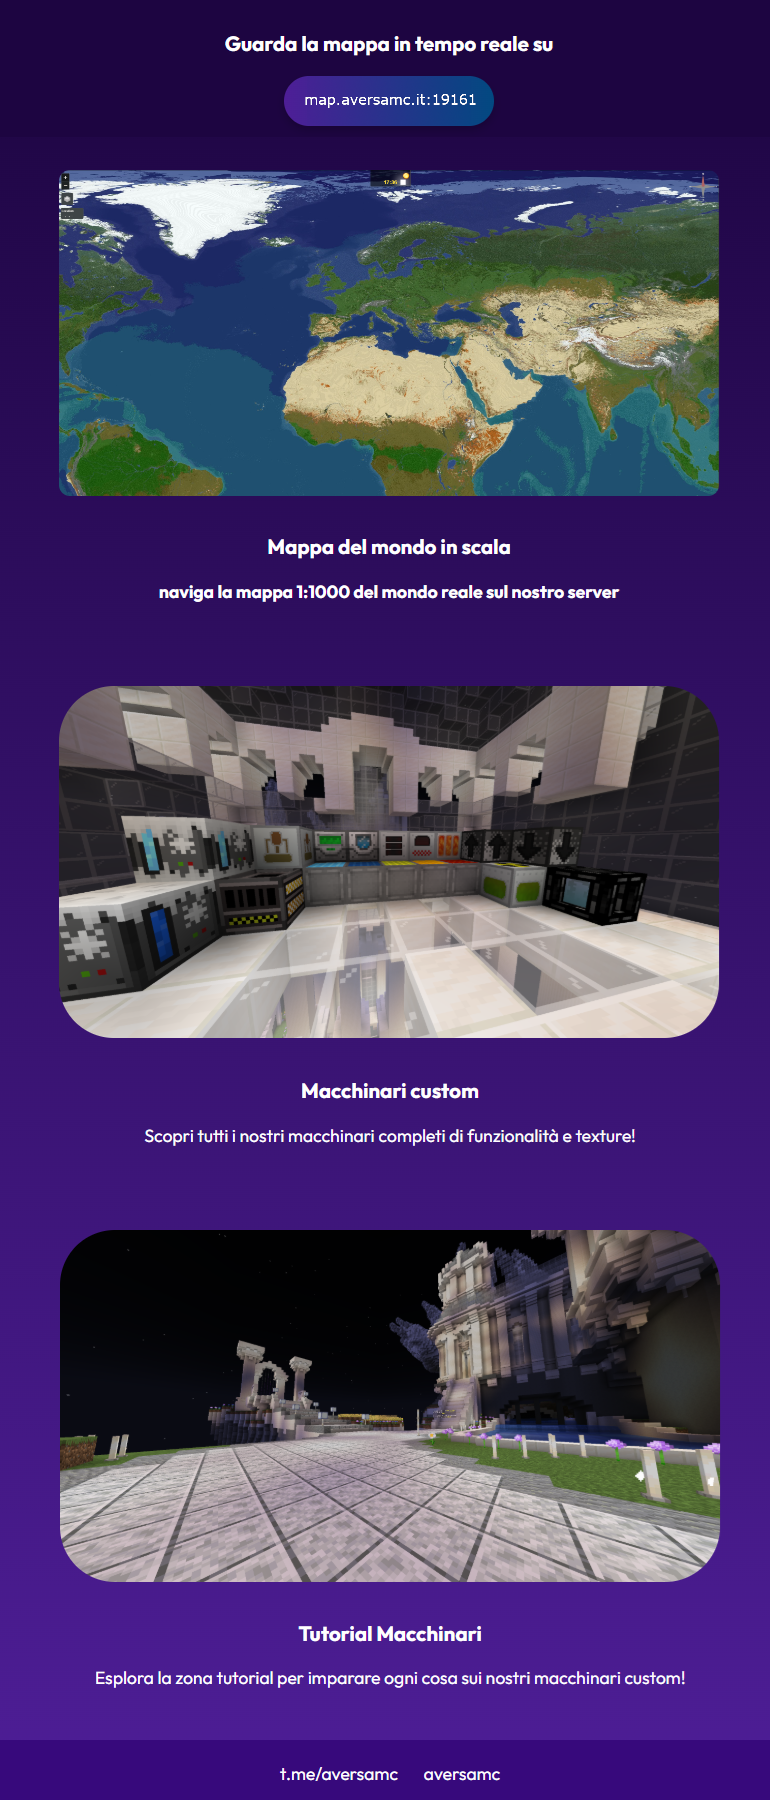 Guarda la mappa in tempo reale su
map.aversamc.it:19161
17:36
Mappa del mondo in scala
naviga la mappa 1:1000 del mondo reale sul nostro server
Macchinari custom
Scopri tutti i nostri macchinari completi di funzionalità e texture!
Tutorial Macchinari
Esplora la zona tutorial per imparare ogni cosa sui nostri macchinari custom!
t.me/aversamc aversamc